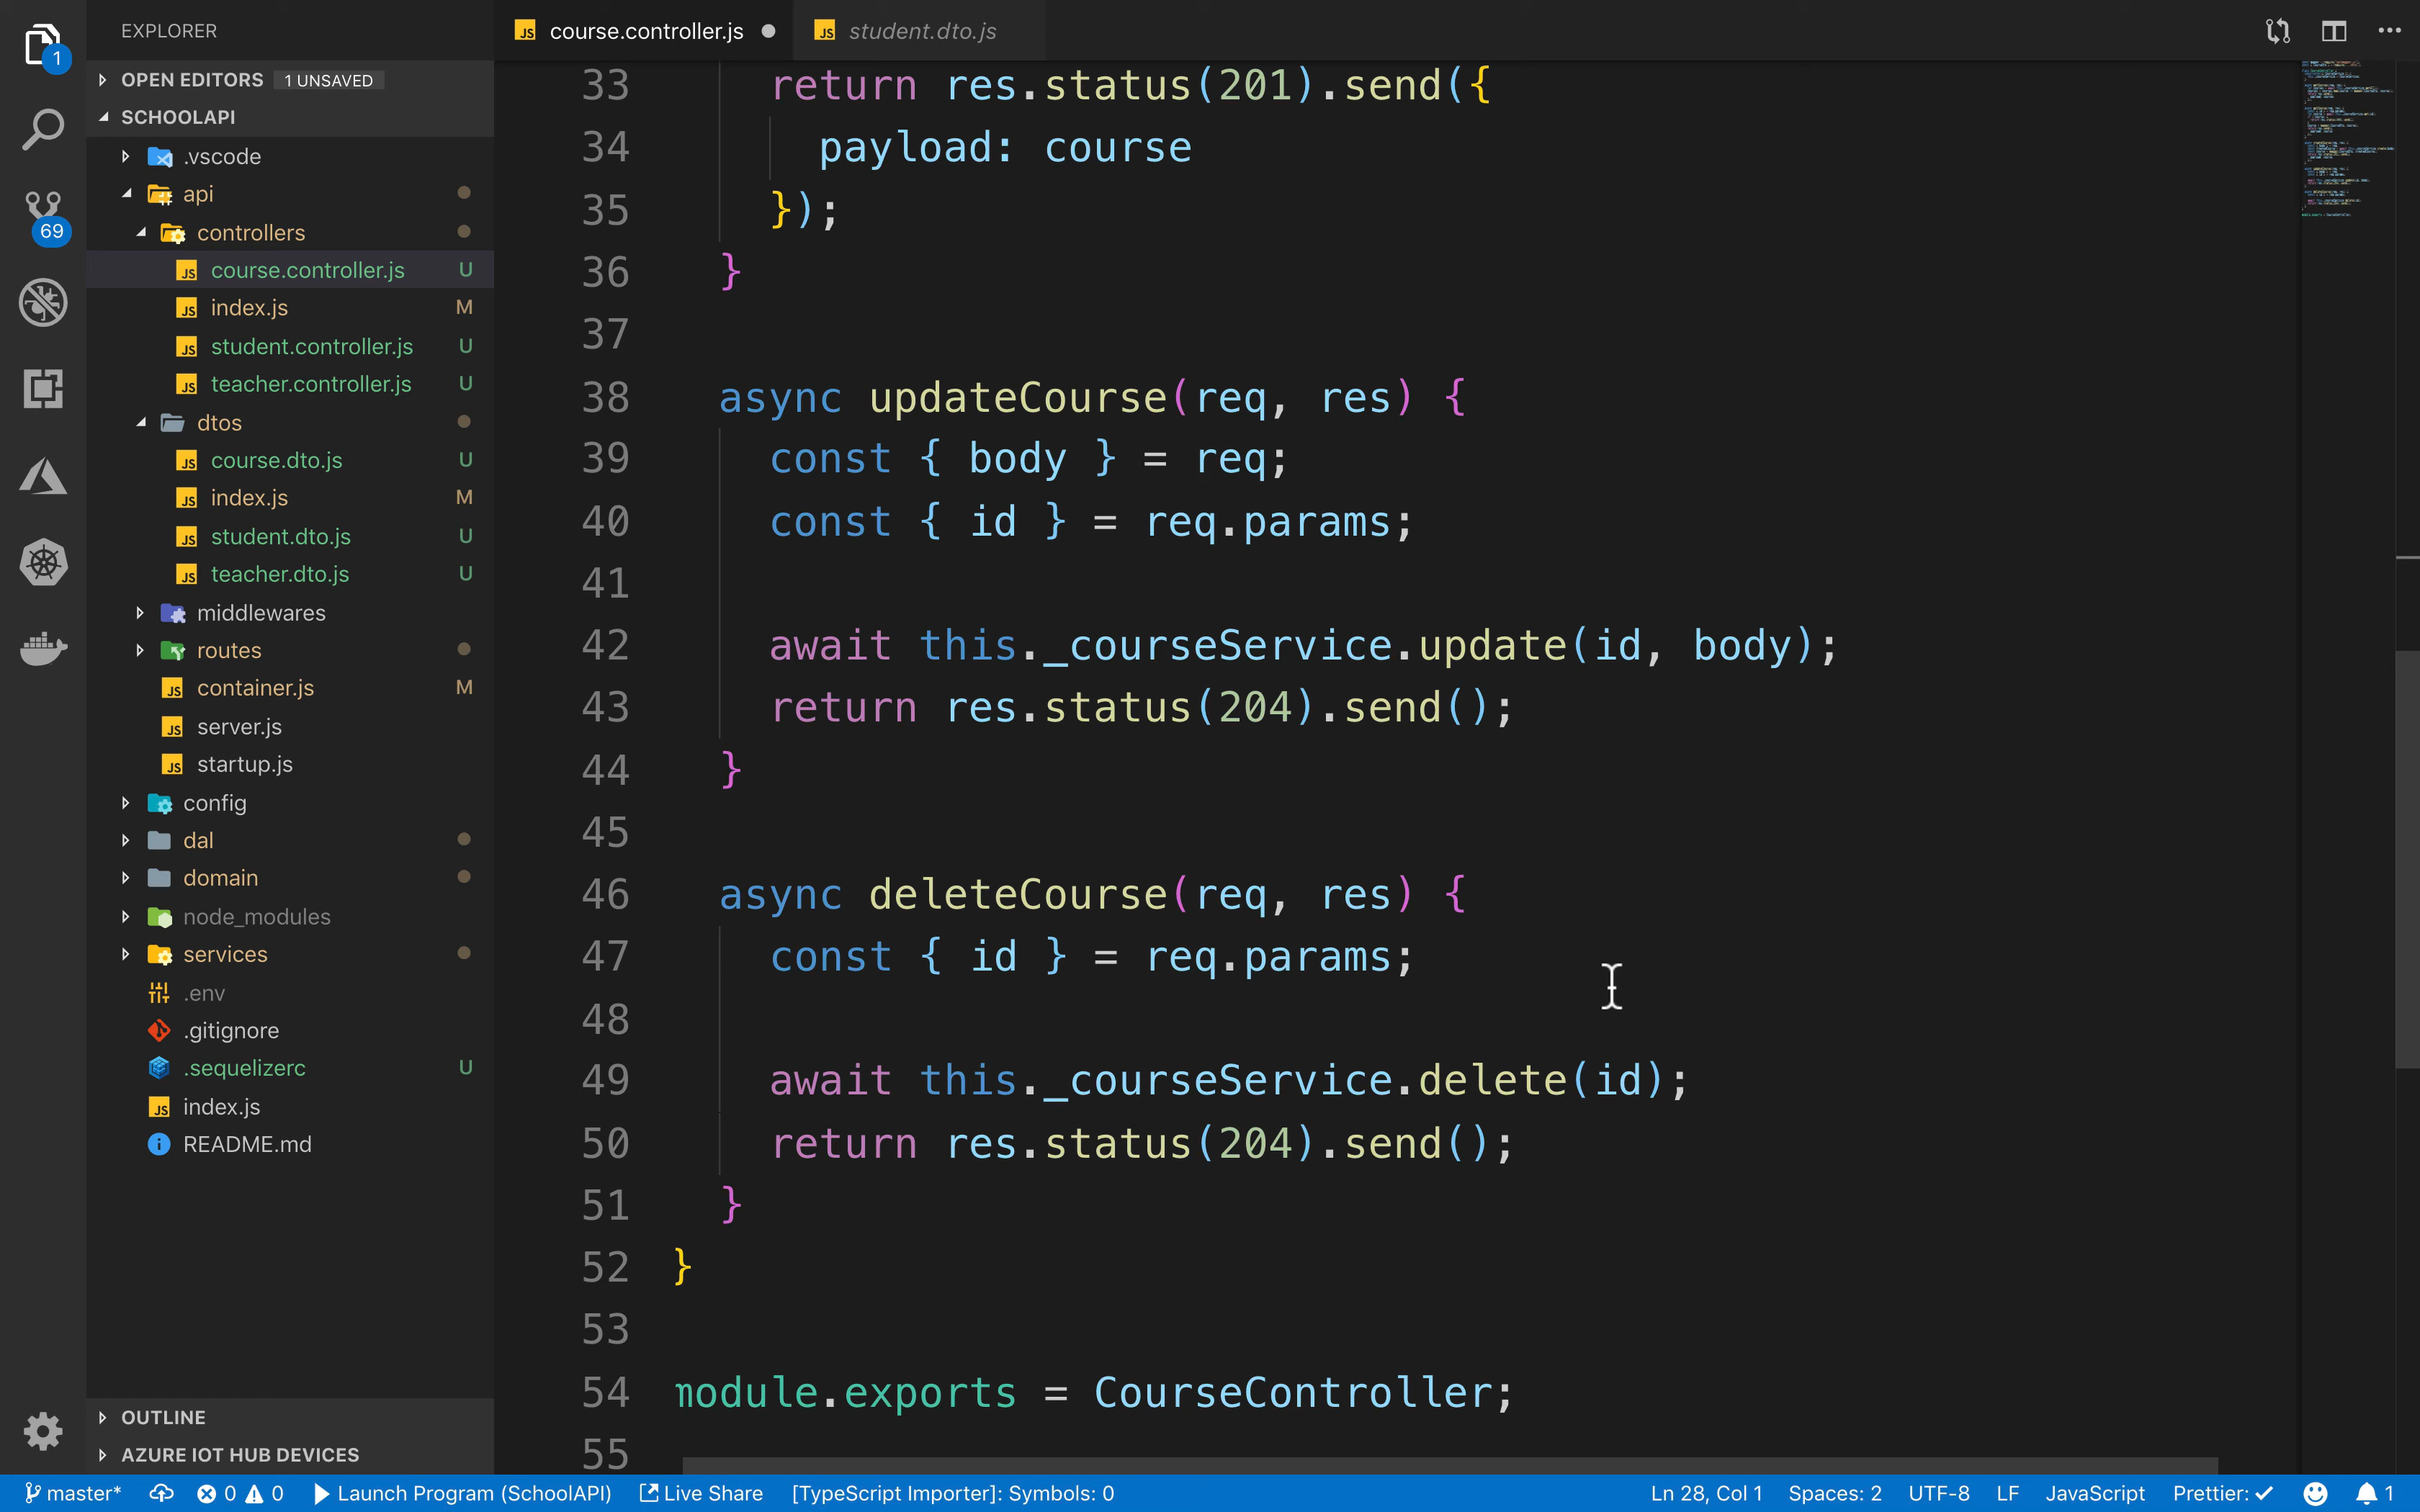 EXPLORER
OPEN EDITORS 1 UNSAVED
SCHOOLAPI
.vscode
api
controllers
course.controller.js U
index.js M
student.controller.js U
teacher.controller.js U
dtos
course.dto.js U
index.js M
student.dto.js U
teacher.dto.js U
middlewares
routes
container.js M
server.js
startup.js
config
dal
domain
node_modules
services
.env
.gitignore
.sequelizerc U
index.js
README.md
OUTLINE
AZURE IOT HUB DEVICES
1
69
course.controller.js
student.dto.js
33 return res.status(201).send({
34 payload: course
35 });
36 }
37
38 async updateCourse(req, res) {
39 const { body } = req;
40 const { id } = req.params;
41
42 await this._courseService.update(id, body);
43 return res.status(204).send();
44 }
45
46 async deleteCourse(req, res) {
47 const { id } = req.params;
48
49 await this._courseService.delete(id);
50 return res.status(204).send();
51 }
52 }
53
54 module.exports = CourseController;
55
master* 0 0 Launch Program (SchoolAPI) Live Share [TypeScript Importer]: Symbols: 0 Ln 28, Col 1 Spaces: 2 UTF-8 LF JavaScript Prettier: ✓ 1